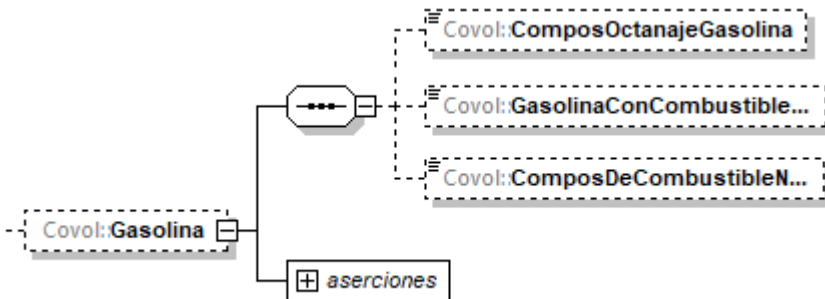 Covol::ComposOctanajeGasolina
Covol::GasolinaConCombustible...
Covol::ComposDeCombustibleN...
Covol::Gasolina
aserciones